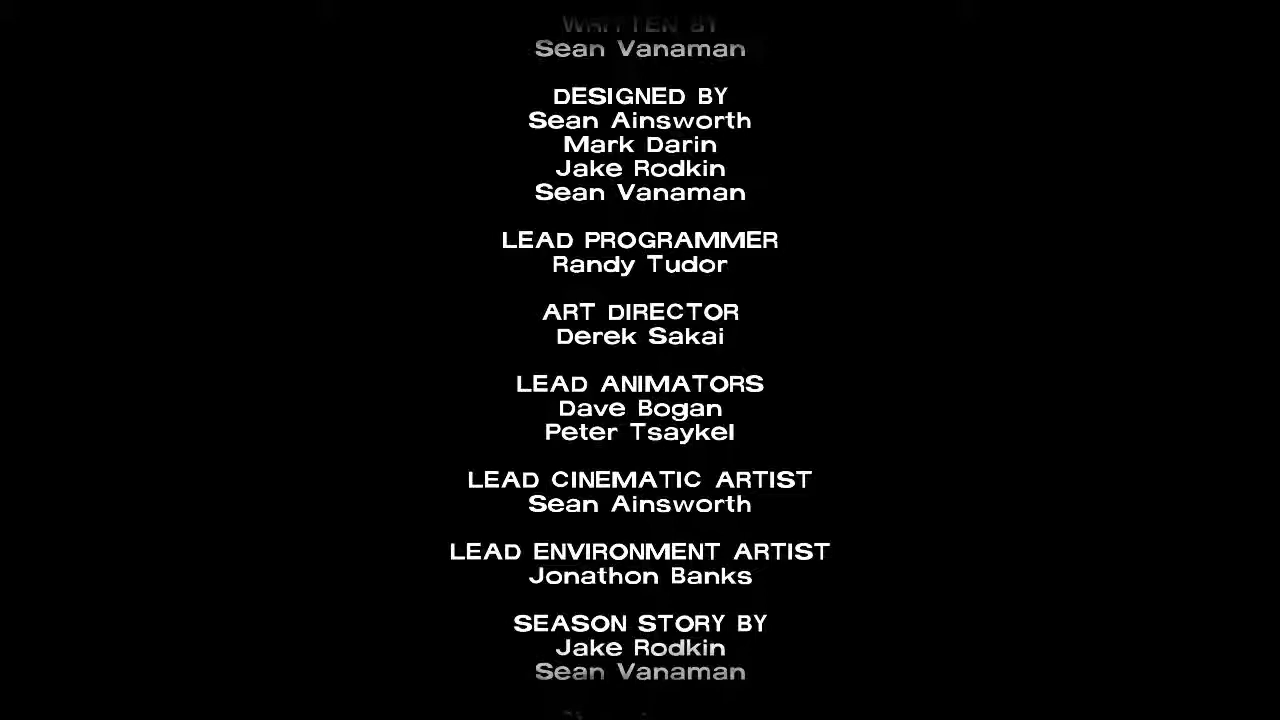 WRITTEN BY
Sean Vanaman
DESIGNED BY
Sean Ainsworth
Mark Darin
Jake Rodkin
Sean Vanaman
LEAD PROGRAMMER
Randy Tudor
ART DIRECTOR
Derek Sakai
LEAD ANIMATORS
Dave Bogan
Peter Tsaykel
LEAD CINEMATIC ARTIST
Sean Ainsworth
LEAD ENVIRONMENT ARTIST
Jonathon Banks
SEASON STORY BY
Jake Rodkin
Sean Vanaman